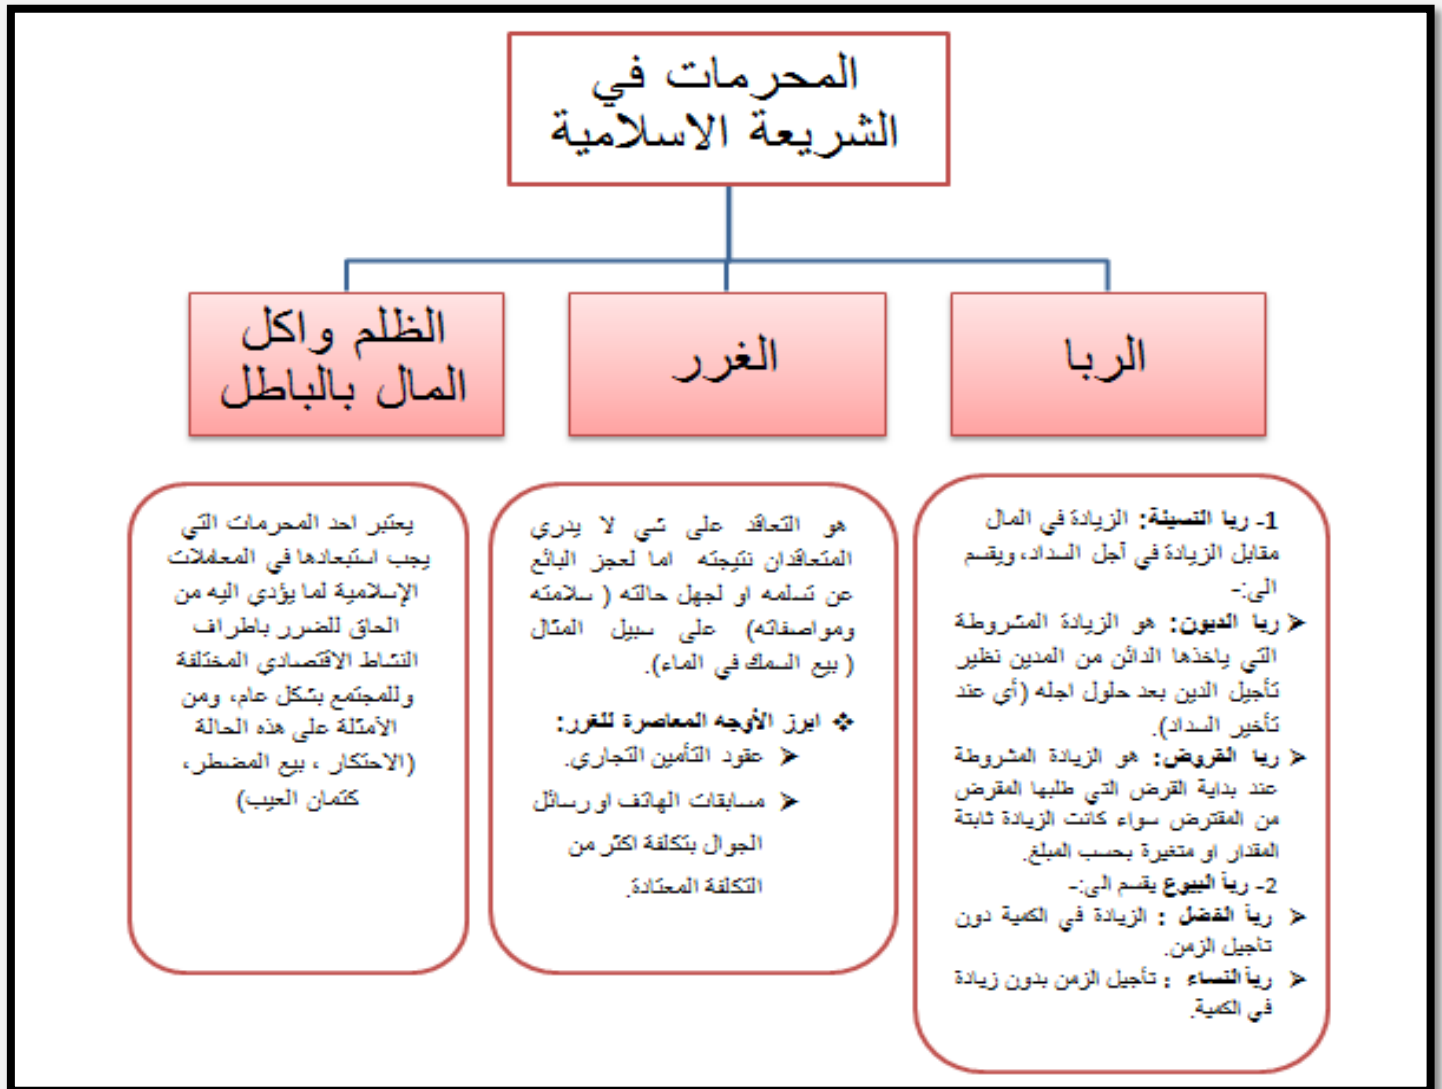 المحرمات في
الشريعة الاسلامية
الربا
الغرر
الظلم واكل
المال بالباطل
1- ربا النسيئة: الزيادة في المال
مقابل الزيادة في آجل السداد، ويقسم
الى:-
➤ ربا الديون: هو الزيادة المشروطة
التي ياخذها الدائن من المدين نظير
تأجيل الدين بعد حلول اجله (أي عند
تأخير السداد).
➤ ربا القروض: هو الزيادة المشروطة
عند بداية القرض التي طلبها المقرض
من المقترض سواء كانت الزيادة ثابتة
المقدار او متغيرة بحسب المبلغ.
2- ربأ البيوع يقسم الى:-
➤ ربأ الفضل : الزيادة في الكمية دون
تاجيل الزمن.
➤ ربأ النساء : تأجيل الزمن بدون زيادة
في الكمية.
هو التعاقد على شي لا يدري
المتعاقدان نتيجته اما لعجز البائع
عن تسلمه او لجهل حالته ( سلامته
ومواصفاته) على سبيل المثال
( بيع السمك في الماء).
❖ ابرز الأوجه المعاصرة للغرر:
➤ عقود التأمين التجاري.
➤ مسابقات الهاتف او رسائل
الجوال بتكلفة اكثر من
التكلفة المعتادة.
يعتبر احد المحرمات التي
يجب استبعادها في المعاملات
الإسلامية لما يؤدي اليه من
الحاق للضرر باطراف
النشاط الاقتصادي المختلفة
وللمجتمع بشكل عام، ومن
الأمثلة على هذه الحالة
(الاحتكار ، بيع المضطر،
كتمان العيب)